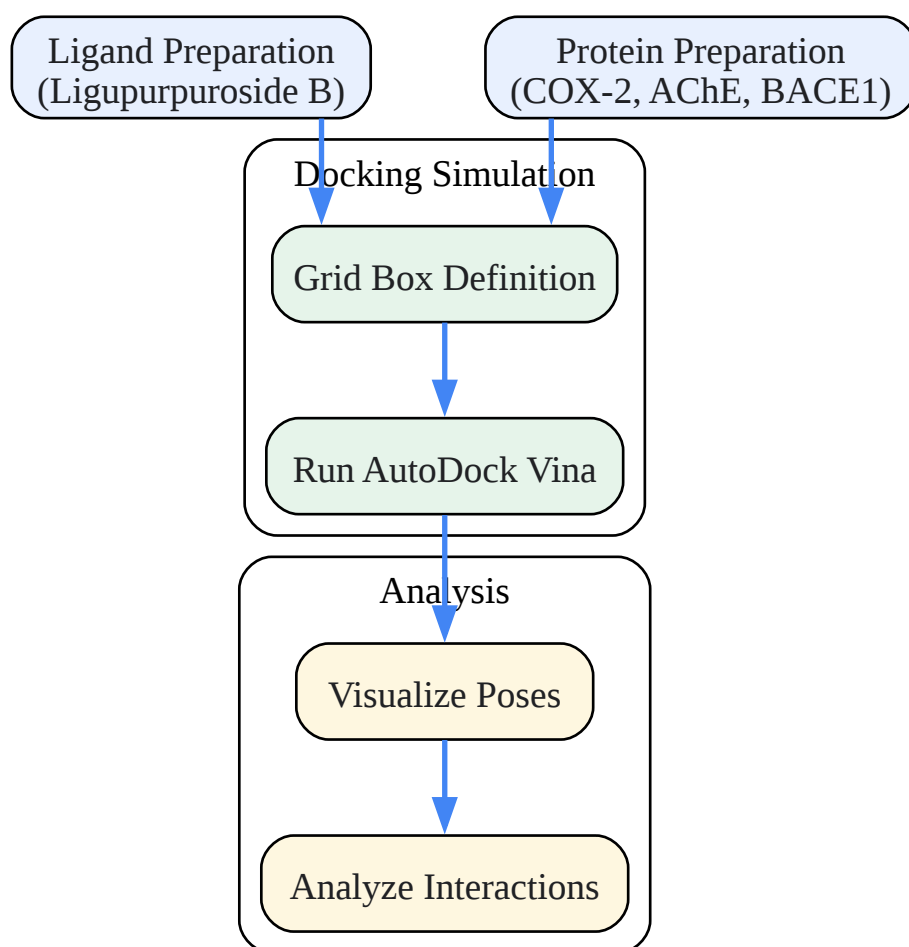 Ligand Preparation
(Ligupurpuroside B)
Protein Preparation
(COX-2, AChE, BACE1)
Docking Simulation
Grid Box Definition
Run AutoDock Vina
Analysis
Visualize Poses
Analyze Interactions